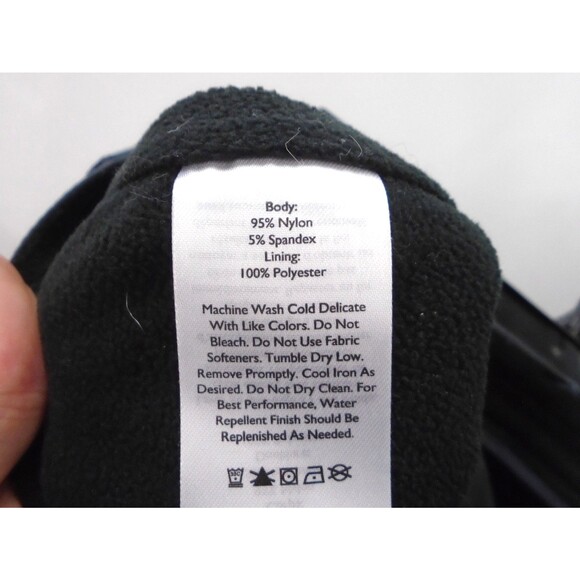 Body:
95% Nylon
5% Spandex
Lining:
100% Polyester
Machine Wash Cold Delicate
With Like Colors. Do Not
Bleach. Do Not Use Fabric
Softeners. Tumble Dry Low.
Remove Promptly. Cool Iron As
Desired. Do Not Dry Clean. For
Best Performance, Water
Repellent Finish Should Be
Replenished As Needed.